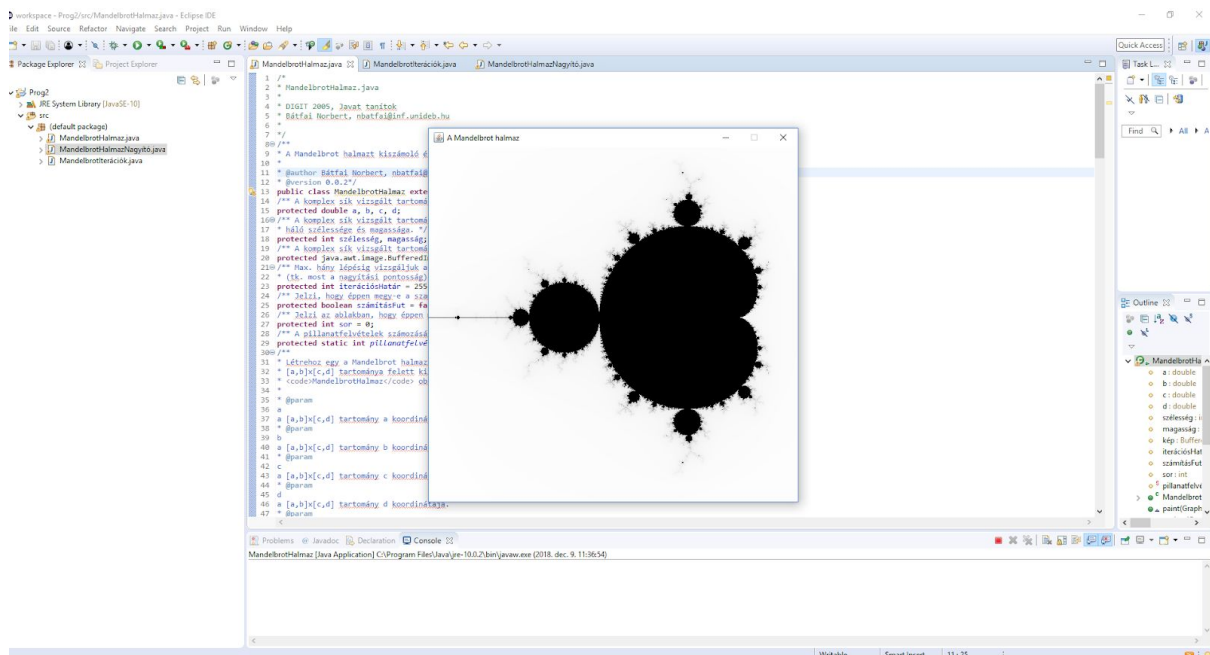 workspace - Prog2/src/MandelbrotHalmaz.java - Eclipse IDE
ile Edit Source Refactor Navigate Search Project Run Window Help
Quick Access
Package Explorer Project Explorer
Prog2
JRE System Library [JavaSE-10]
src
(default package)
MandelbrotHalmaz.java
MandelbrotHalmazNagyító.java
MandelbrotIterációk.java
MandelbrotHalmaz.java MandelbrotIterációk.java MandelbrotHalmazNagyító.java
1 /*
2 * MandelbrotHalmaz.java
3 *
4 * DIGIT 2005, Javat tanítok
5 * Bátfai Norbert, nbatfai@inf.unideb.hu
6 *
7 */
8 /**
9 * A Mandelbrot halmazt kiszámoló é
10 *
11 * @author Bátfai Norbert, nbatfai@
12 * @version 0.0.2*/
13 public class MandelbrotHalmaz exte
14 /** A komplex sík vizsgált tartomá
15 protected double a, b, c, d;
16 /** A komplex sík vizsgált tartomá
17 * háló szélessége és magassága. */
18 protected int szélesség, magasság;
19 /** A komplex sík vizsgált tartomá
20 protected java.awt.image.BufferedI
21 /** Max. hány lépésig vizsgáljuk a
22 * (tk. most a nagyítási pontosság)
23 protected int iterációsHatár = 255
24 /** Jelzi, hogy éppen megy-e a szá
25 protected boolean számításFut = fa
26 /** Jelzi az ablakban, hogy éppen
27 protected int sor = 0;
28 /** A pillanatfelvételek számozásá
29 protected static int pillanatfelvé
30 /**
31 * Létrehoz egy a Mandelbrot halmaz
32 * [a,b]x[c,d] tartománya felett ki
33 * <code>MandelbrotHalmaz</code> ob
34 *
35 * @param
36 a
37 a [a,b]x[c,d] tartomány a koordiná
38 * @param
39 b
40 a [a,b]x[c,d] tartomány b koordiná
41 * @param
42 c
43 a [a,b]x[c,d] tartomány c koordiná
44 * @param
45 d
46 a [a,b]x[c,d] tartomány d koordinátája.
47 * @param
A Mandelbrot halmaz
Task L...
Find All A
Outline
MandelbrotHa
a : double
b : double
c : double
d : double
szélesség : i
magasság :
kép : Buffere
iterációsHat
számításFut
sor : int
pillanatfelvé
Mandelbrot
paint(Graph
Problems Javadoc Declaration Console
MandelbrotHalmaz [Java Application] C:\Program Files\Java\jre-10.0.2\bin\javaw.exe (2018. dec. 9. 11:36:54)
Writable Smart Insert 11 : 25